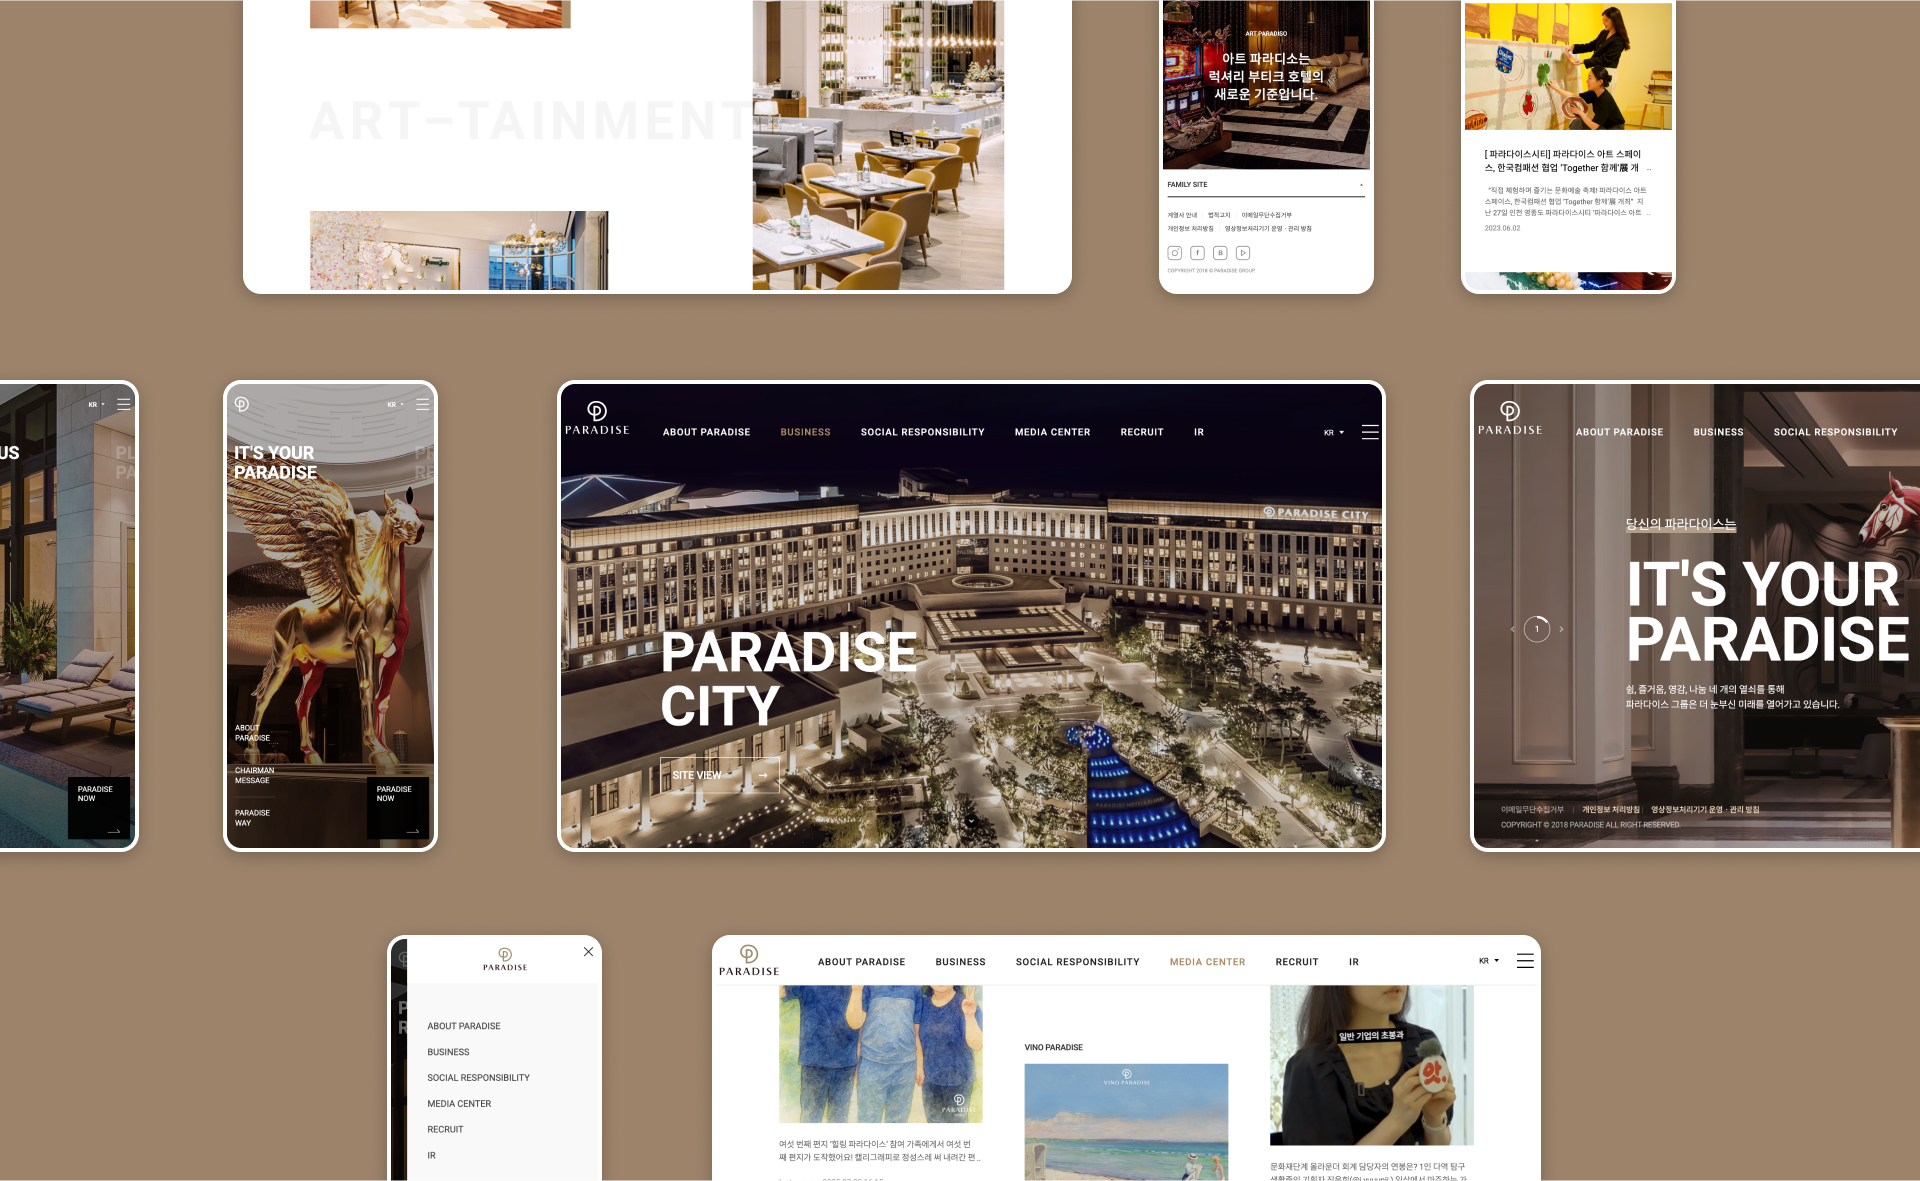 ART-TAINMENT
ART PARADISO
아트 파라디소는
럭셔리 부티크 호텔의
새로운 기준입니다.
FAMILY SITE
계열사 안내 법적고지 이메일무단수집거부
개인정보 처리방침 영상정보처리기기 운영 · 관리 방침
COPYRIGHT 2018 © PARADISE GROUP.
[ 파라다이스시티] 파라다이스 아트 스페이
스, 한국컴패션 협업 'Together 함께'展 개 ...
"직접 체험하며 즐기는 문화예술 축제! 파라다이스 아트
스페이스, 한국컴패션 협업 'Together 함께'展 개최" 지
난 27일 인천 영종도 파라다이스시티 '파라다이스 아트 ...
2023.06.02
KR
US
PL
PA
PARADISE
NOW
KR
IT'S YOUR
PARADISE
ABOUT
PARADISE
CHAIRMAN
MESSAGE
PARADISE
WAY
PARADISE
NOW
PARADISE
ABOUT PARADISE BUSINESS SOCIAL RESPONSIBILITY MEDIA CENTER RECRUIT IR
KR
PARADISE CITY
PARADISE
CITY
SITE VIEW
PARADISE
ABOUT PARADISE BUSINESS SOCIAL RESPONSIBILITY
당신의 파라다이스는
IT'S YOUR
PARADISE
1
쉼, 즐거움, 영감, 나눔 네 개의 열쇠를 통해
파라다이스 그룹은 더 눈부신 미래를 열어가고 있습니다.
이메일무단수집거부 개인정보 처리방침 영상정보처리기기 운영 · 관리 방침
COPYRIGHT © 2018 PARADISE ALL RIGHT RESERVED.
PARADISE
P
R
ABOUT PARADISE
BUSINESS
SOCIAL RESPONSIBILITY
MEDIA CENTER
RECRUIT
IR
PARADISE
ABOUT PARADISE BUSINESS SOCIAL RESPONSIBILITY MEDIA CENTER RECRUIT IR
KR
PARADISE
여섯 번째 편지 '힐링 파라다이스' 참여 가족에게서 여섯 번
째 편지가 도착했어요! 캘리그래피로 정성스레 써 내려간 편 ...
VINO PARADISE
VINO PARADISE
일반 기업의 초봉과
앗.
문화재단계 올라운더 회계 담당자의 연봉은? 1인 다역 탐구